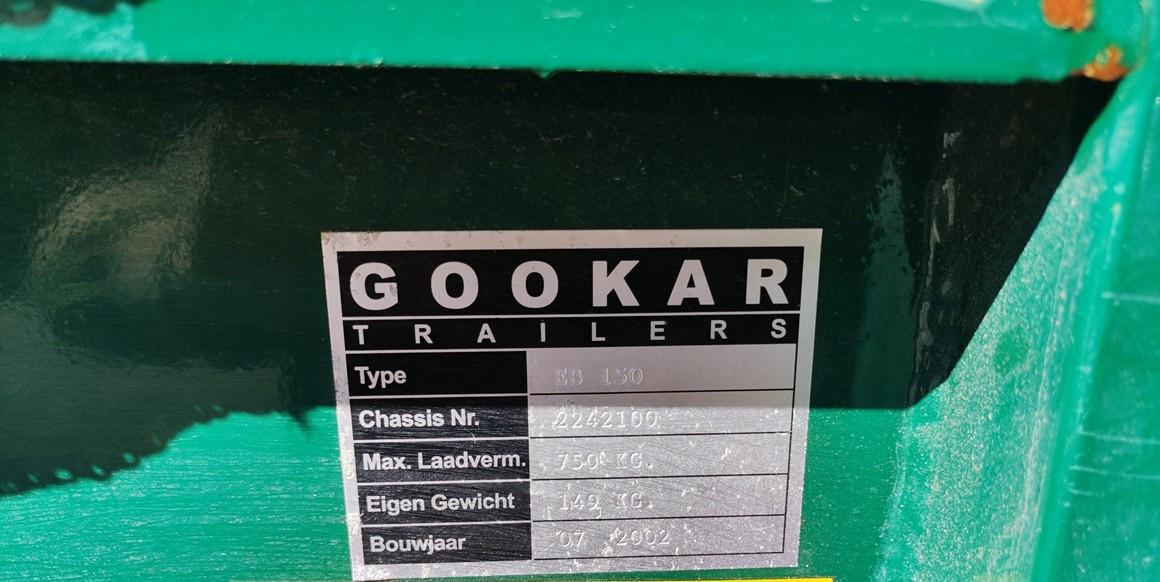 GOOKAR
TRAILERS
Type EB 150
Chassis Nr. 2242100
Max. Laadverm. 750 KG.
Eigen Gewicht 149 KG.
Bouwjaar 07 2002